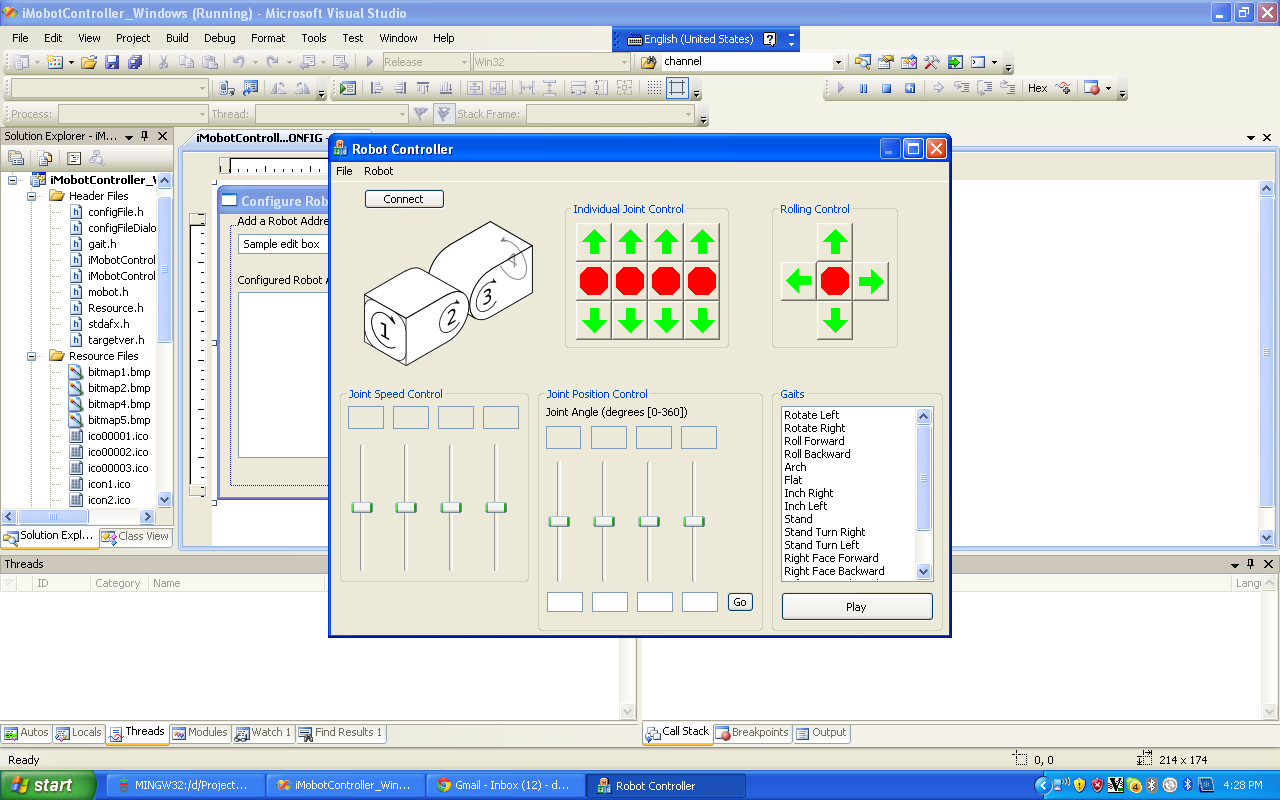 iMobotController_Windows (Running) - Microsoft Visual Studio
File Edit View Project Build Debug Format Tools Test Window Help
English (United States)
Release Win32 channel
Hex
Process: Thread: Stack Frame:
Solution Explorer - iM...
iMobotControll...ONFIG
iMobotController_W
Header Files
configFile.h
configFileDialo
gait.h
iMobotControl
iMobotControl
mobot.h
Resource.h
stdafx.h
targetver.h
Resource Files
bitmap1.bmp
bitmap2.bmp
bitmap4.bmp
bitmap5.bmp
ico00001.ico
ico00002.ico
ico00003.ico
icon1.ico
icon2.ico
Solution Expl... Class View
Configure Rob
Add a Robot Addre
Sample edit box
Configured Robot A
Robot Controller
File Robot
Connect
1 2 3 4
Individual Joint Control
Rolling Control
Joint Speed Control
Joint Position Control
Joint Angle (degrees [0-360])
Go
Gaits
Rotate Left
Rotate Right
Roll Forward
Roll Backward
Arch
Flat
Inch Right
Inch Left
Stand
Stand Turn Right
Stand Turn Left
Right Face Forward
Right Face Backward
Play
Threads
ID Category Name
Langu
Autos Locals Threads Modules Watch 1 Find Results 1
Call Stack Breakpoints Output
Ready 0, 0 214 x 174
start MINGW32:/d/Project... iMobotController_Win... Gmail - Inbox (12) - d... Robot Controller 4:28 PM